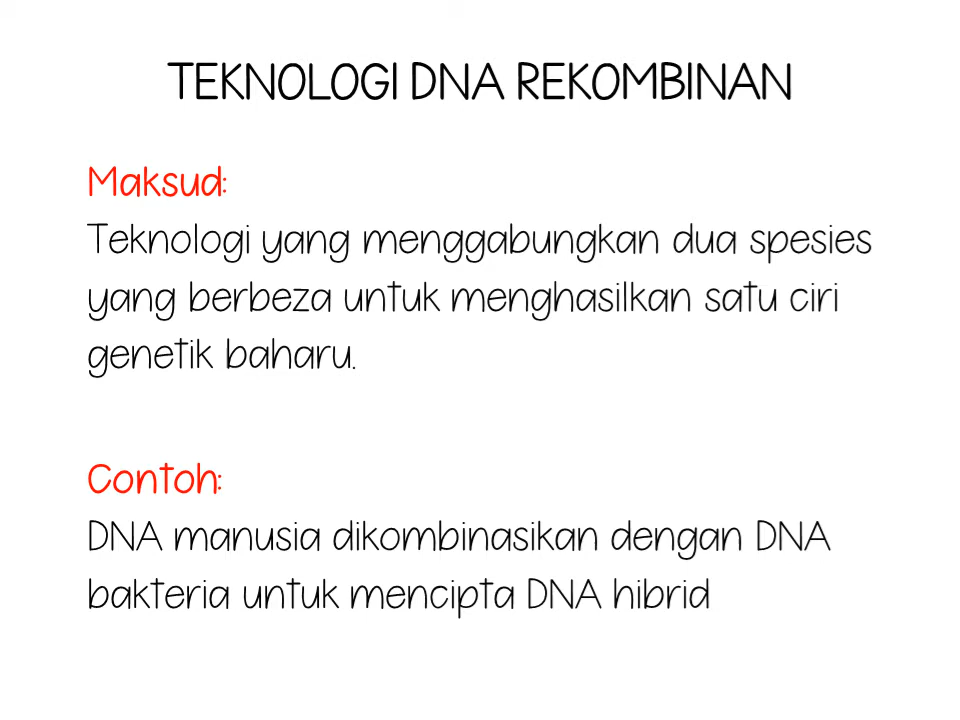 TEKNOLOGI DNA REKOMBINAN
Maksud:
Teknologi yang menggabungkan dua spesies
yang berbeza untuk menghasilkan satu ciri
genetik baharu.
Contoh:
DNA manusia dikombinasikan dengan DNA
bakteria untuk mencipta DNA hibrid